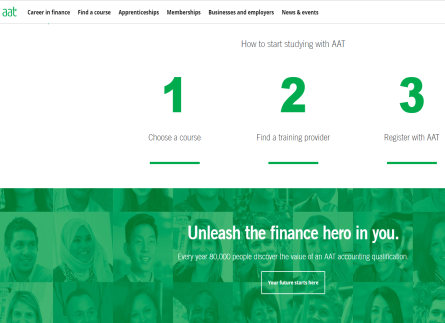 aat Career in finance Find a course Apprenticeships Memberships Businesses and employers News & events
How to start studying with AAT
1 2 3
Choose a course Find a training provider Register with AAT
Unleash the finance hero in you.
Every year 80,000 people discover the value of an AAT accounting qualification.
Your future starts here